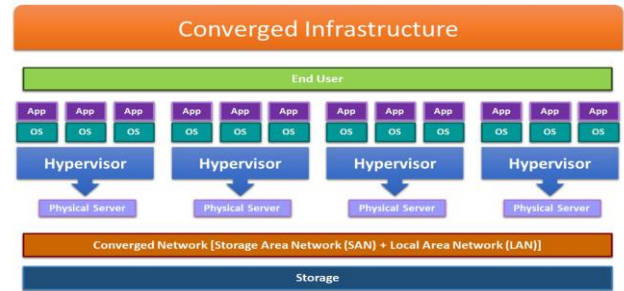 Converged Infrastructure
End User
App App App App App App App App App App App App
OS OS OS OS OS OS OS OS OS OS OS OS
Hypervisor Hypervisor Hypervisor Hypervisor
Physical Server Physical Server Physical Server Physical Server
Converged Network [Storage Area Network (SAN) + Local Area Network (LAN)]
Storage